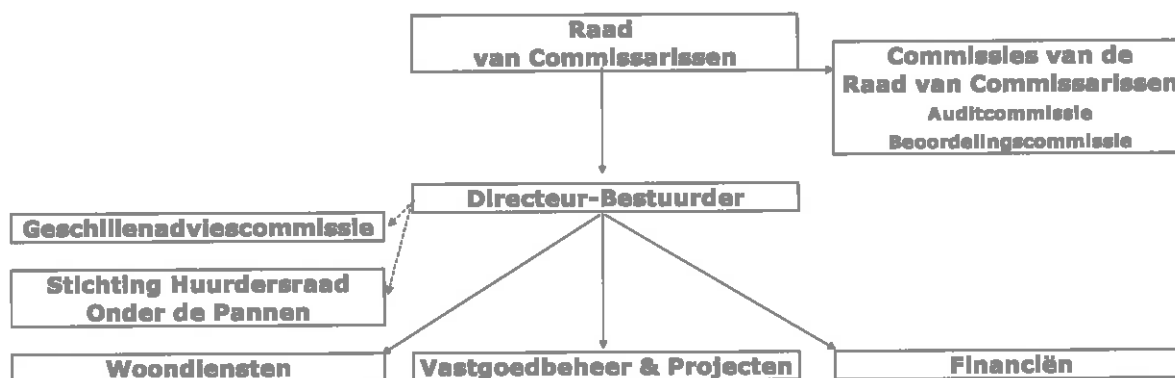 Raad
van Commissarissen
Commissies van de
Raad van Commissarissen
Auditcommissie
Beoordelingscommissie
Directeur-Bestuurder
Geschillenadviescommissie
Stichting Huurdersraad
Onder de Pannen
Woondiensten
Vastgoedbeheer & Projecten
Financiën